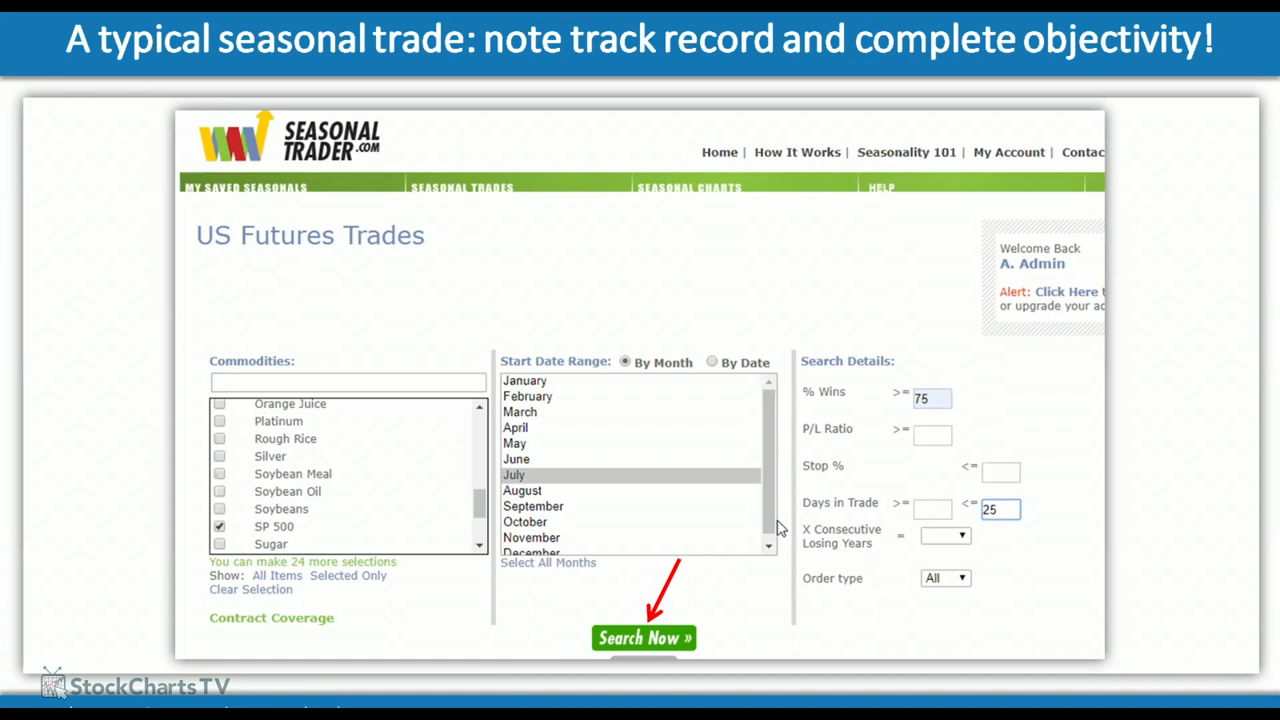 A typical seasonal trade: note track record and complete objectivity!
SEASONAL
TRADER.COM
Home | How It Works | Seasonality 101 | My Account | Contac
MY SAVED SEASONALS SEASONAL TRADES SEASONAL CHARTS HELP
US Futures Trades
Welcome Back
A. Admin
Alert: Click Here t
or upgrade your ac
Commodities:
Orange Juice
Platinum
Rough Rice
Silver
Soybean Meal
Soybean Oil
Soybeans
SP 500
Sugar
You can make 24 more selections
Show: All Items Selected Only
Clear Selection
Contract Coverage
Start Date Range: By Month By Date
January
February
March
April
May
June
July
August
September
October
November
December
Select All Months
Search Details:
% Wins >= 75
P/L Ratio >=
Stop % <=
Days in Trade >= <= 25
X Consecutive
Losing Years =
Order type All
Search Now »
StockChartsTV